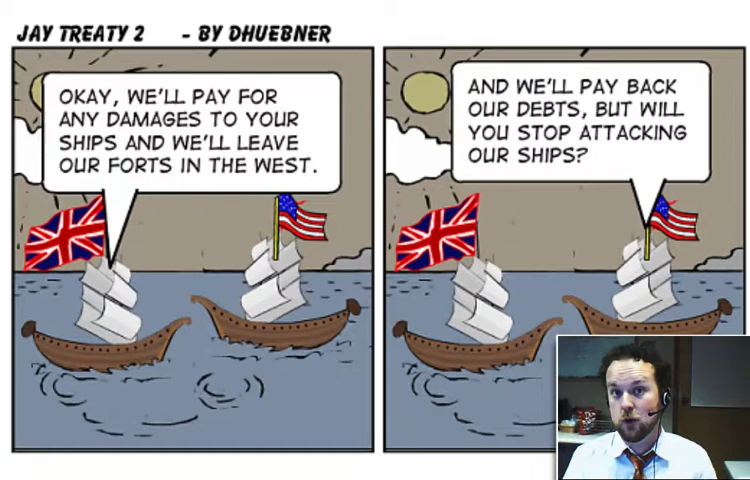 JAY TREATY 2 - BY DHUEBNER
OKAY, WE'LL PAY FOR
ANY DAMAGES TO YOUR
SHIPS AND WE'LL LEAVE
OUR FORTS IN THE WEST.
AND WE'LL PAY BACK
OUR DEBTS, BUT WILL
YOU STOP ATTACKING
OUR SHIPS?